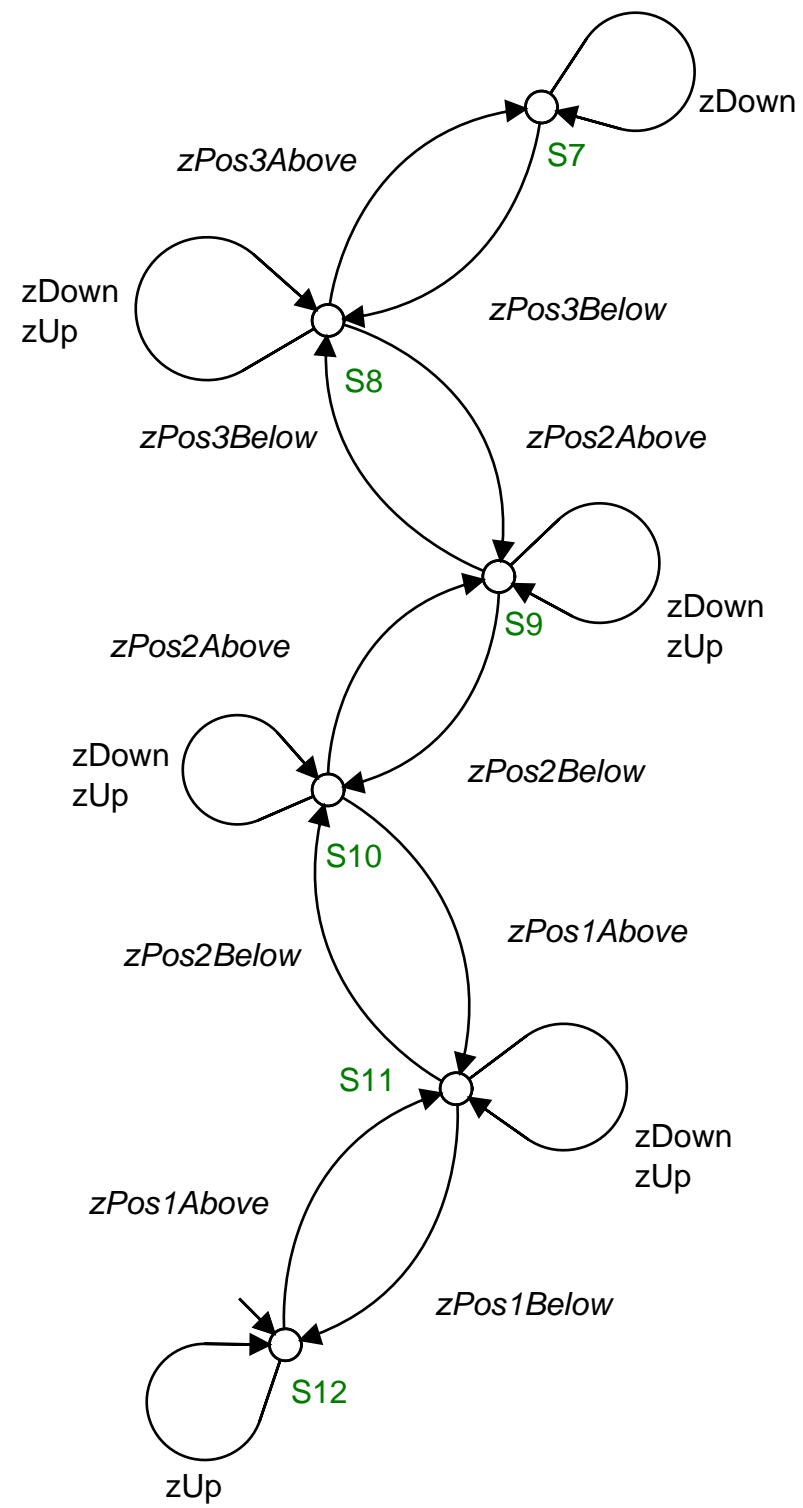 zDown
zPos3Above
S7
zDown
zUp
zPos3Below
S8
zPos3Below
zPos2Above
zDown
zUp
S9
zPos2Above
zDown
zUp
zPos2Below
S10
zPos1Above
zPos2Below
S11
zDown
zUp
zPos1Above
zPos1Below
S12
zUp